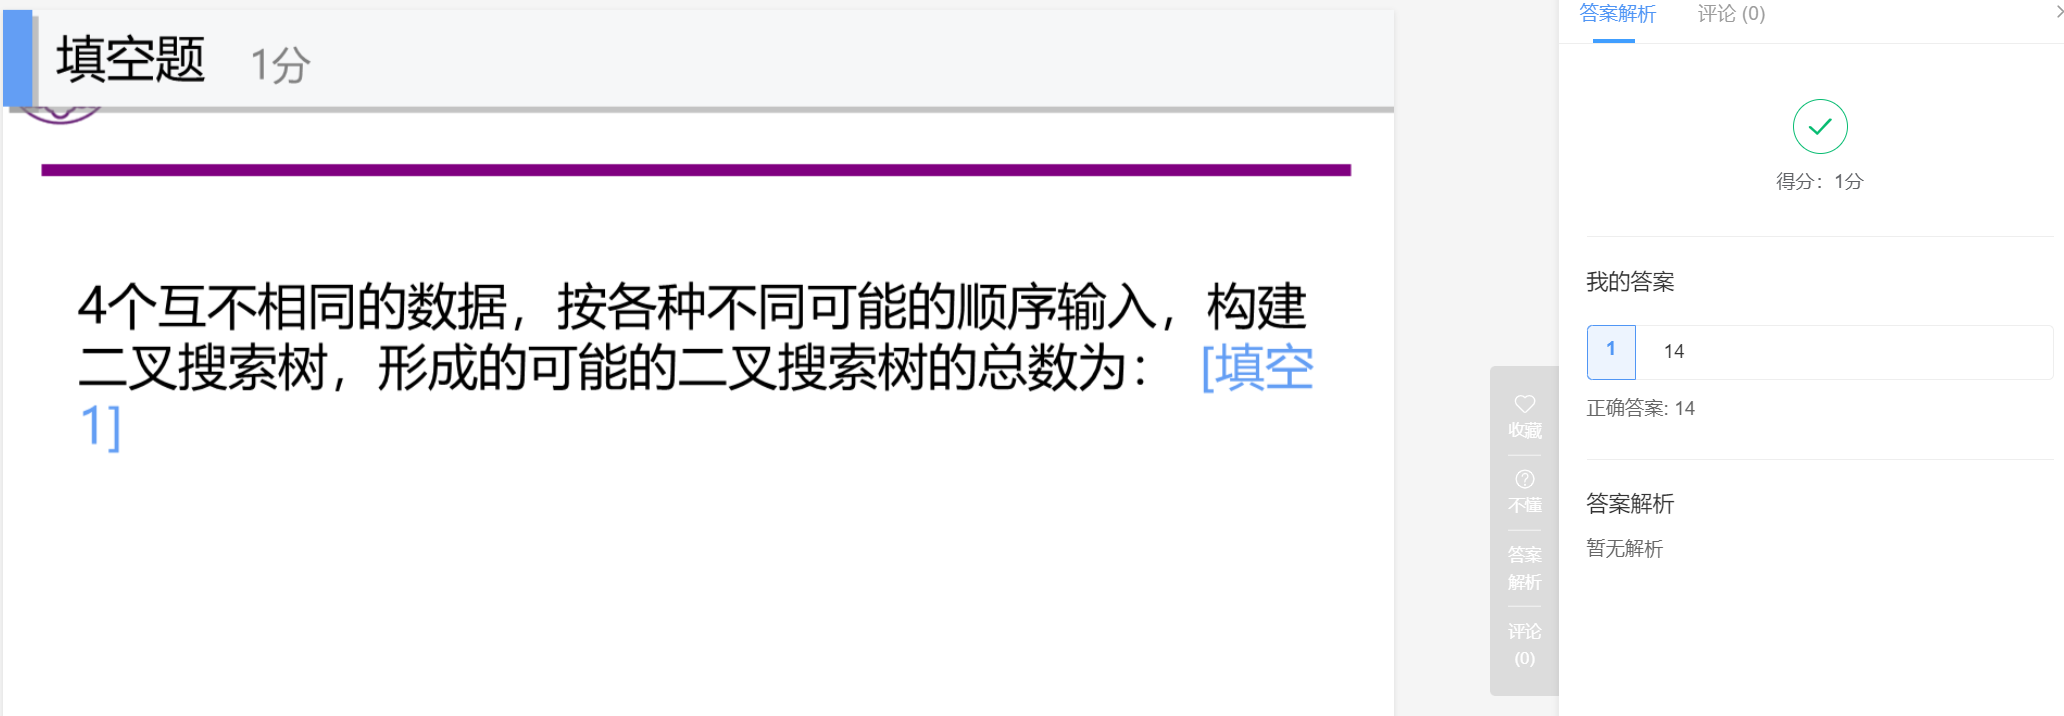 填空题 1分
4个互不相同的数据，按各种不同可能的顺序输入，构建
二叉搜索树，形成的可能的二叉搜索树的总数为： [填空
1]
收藏
不懂
答案
解析
评论
(0)
答案解析 评论 (0)
得分：1分
我的答案
1 14
正确答案: 14
答案解析
暂无解析